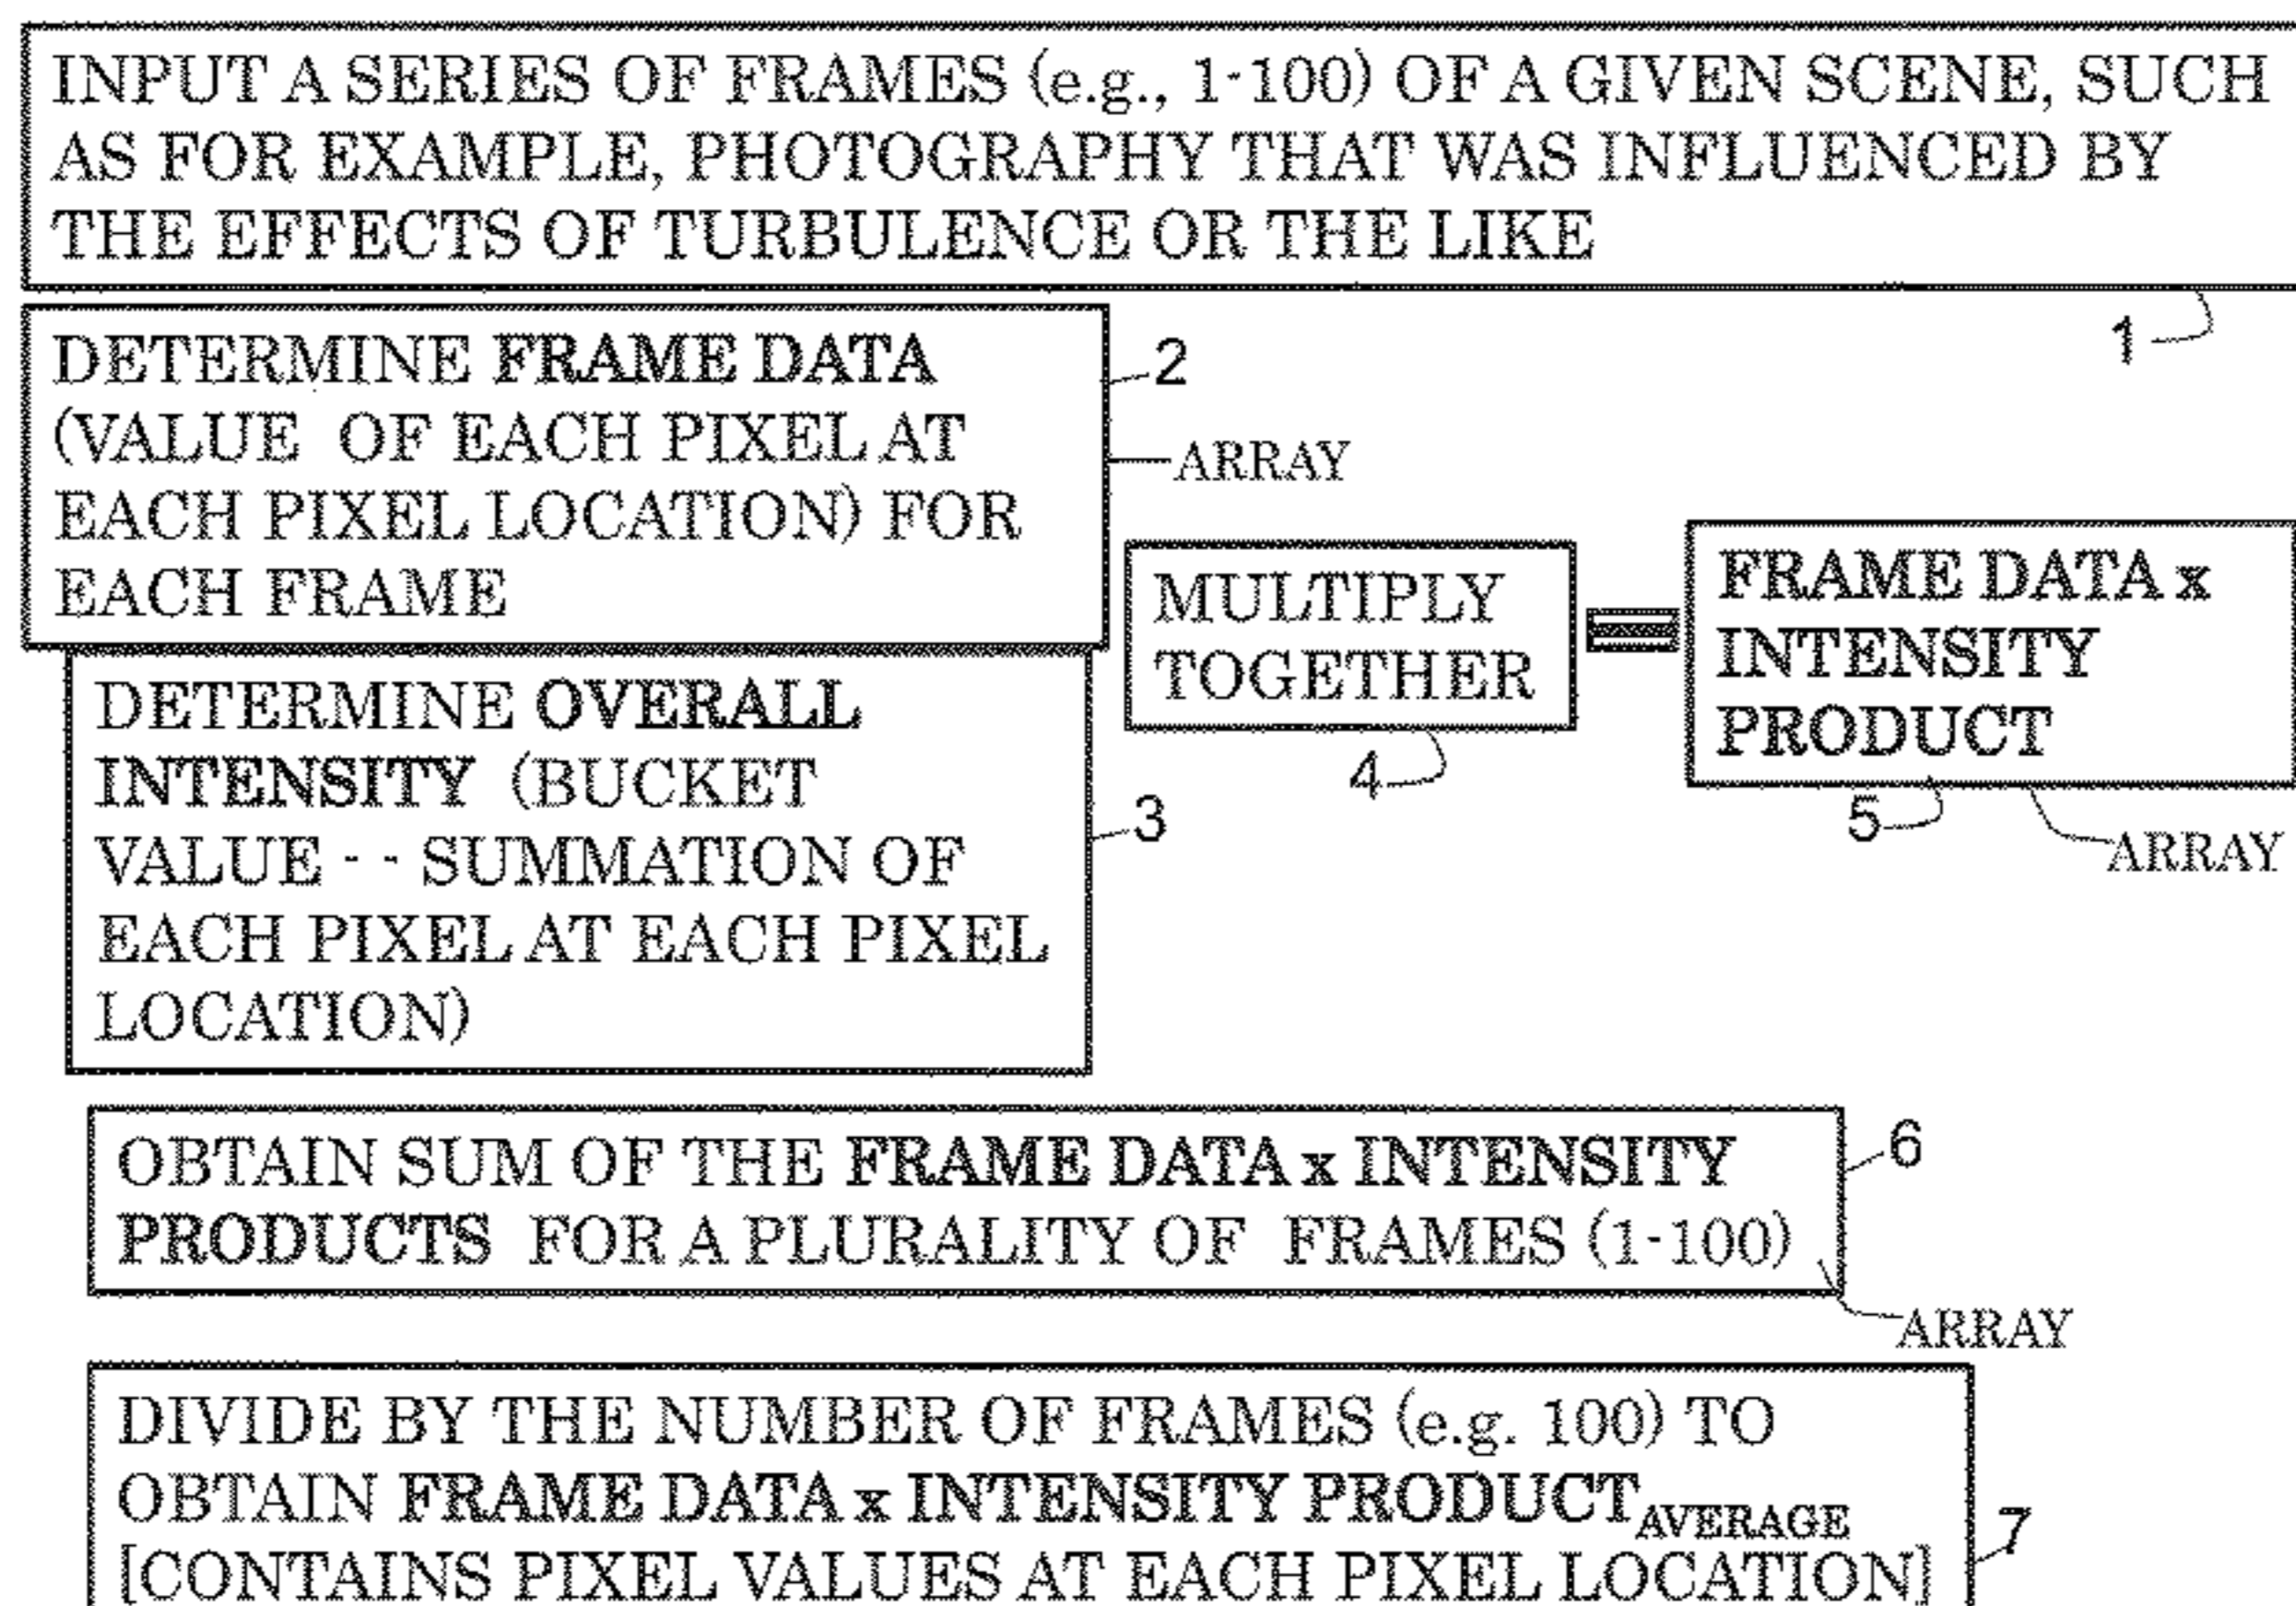 INPUT A SERIES OF FRAMES (e.g., 1-100) OF A GIVEN SCENE, SUCH
AS FOR EXAMPLE, PHOTOGRAPHY THAT WAS INFLUENCED BY
THE EFFECTS OF TURBULENCE OR THE LIKE
1
DETERMINE FRAME DATA
(VALUE OF EACH PIXEL AT
EACH PIXEL LOCATION) FOR
EACH FRAME
2
ARRAY
DETERMINE OVERALL
INTENSITY (BUCKET
VALUE - - SUMMATION OF
EACH PIXEL AT EACH PIXEL
LOCATION)
3
MULTIPLY
TOGETHER
4
=
FRAME DATA x
INTENSITY
PRODUCT
5
ARRAY
OBTAIN SUM OF THE FRAME DATA x INTENSITY
PRODUCTS FOR A PLURALITY OF FRAMES (1-100)
6
ARRAY
DIVIDE BY THE NUMBER OF FRAMES (e.g. 100) TO
OBTAIN FRAME DATA x INTENSITY PRODUCT AVERAGE
[CONTAINS PIXEL VALUES AT EACH PIXEL LOCATION]
7